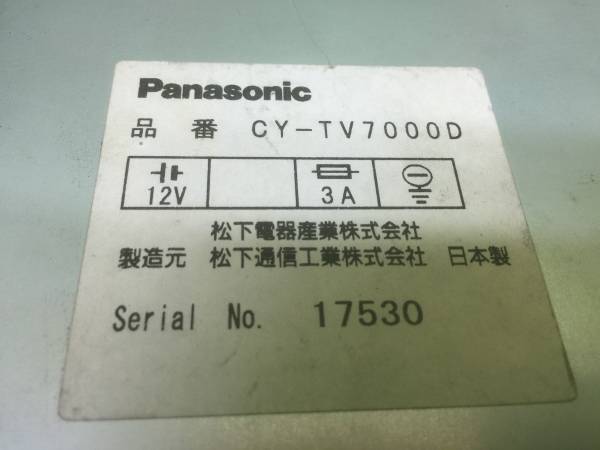 Panasonic
品番 CY-TV7000D
12V 3A
松下電器産業株式会社
製造元 松下通信工業株式会社 日本製
Serial No. 17530